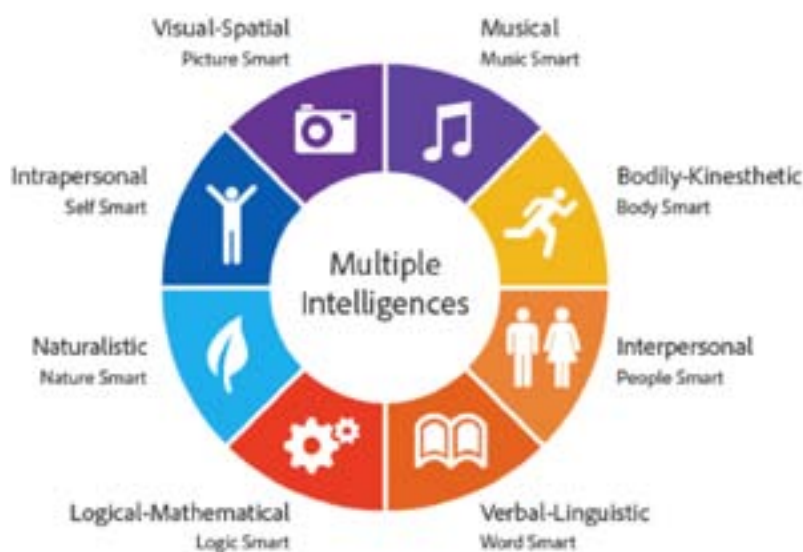 Visual-Spatial
Picture Smart
Musical
Music Smart
Intrapersonal
Self Smart
Bodily-Kinesthetic
Body Smart
Multiple
Intelligences
Naturalistic
Nature Smart
Interpersonal
People Smart
Logical-Mathematical
Logic Smart
Verbal-Linguistic
Word Smart